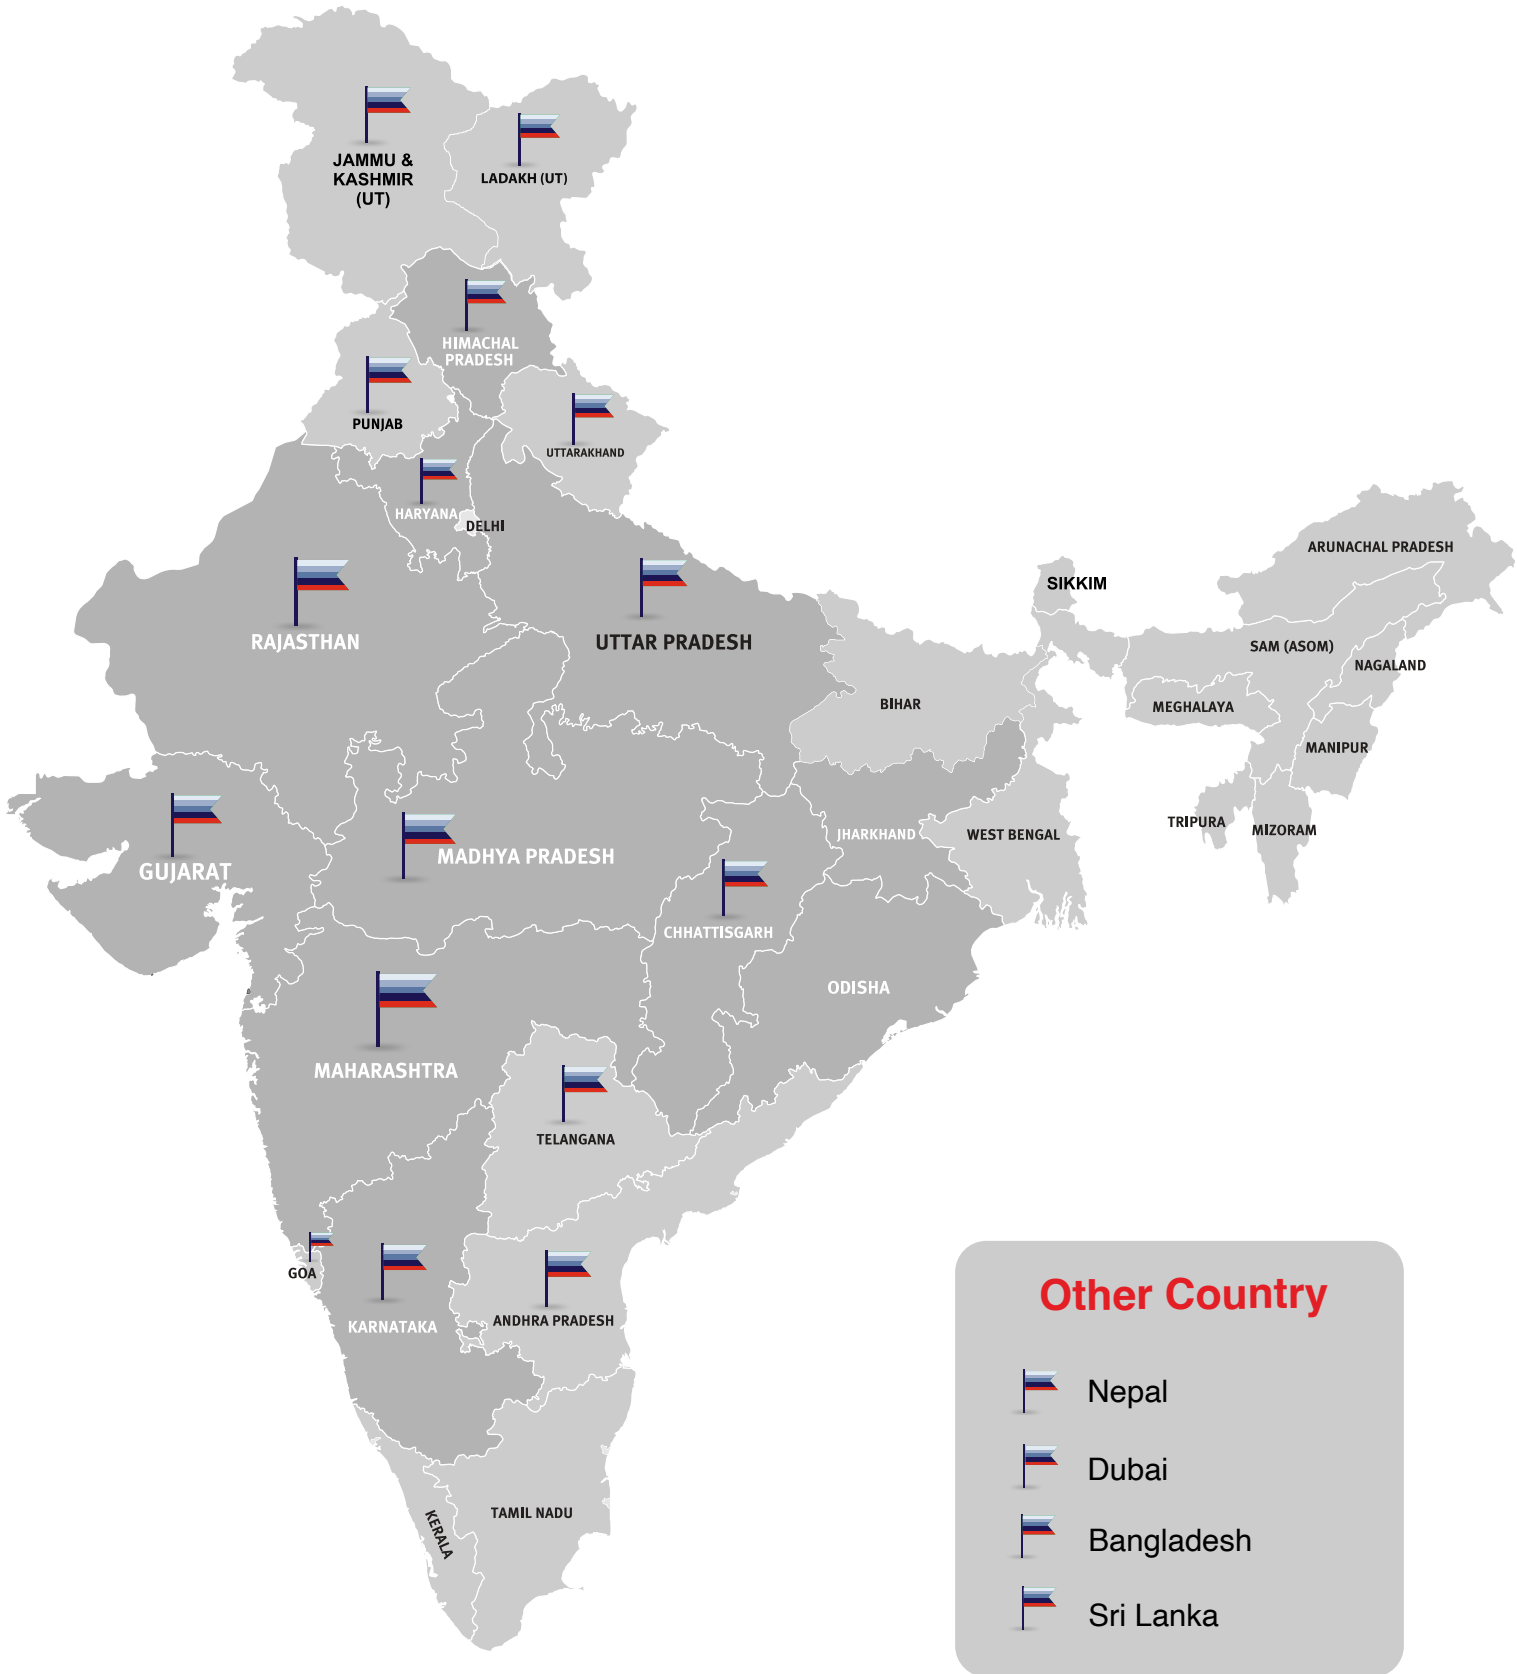 JAMMU &
KASHMIR
(UT)
LADAKH (UT)
HIMACHAL
PRADESH
PUNJAB
UTTARAKHAND
HARYANA
DELHI
ARUNACHAL PRADESH
SIKKIM
RAJASTHAN
UTTAR PRADESH
SAM (ASOM)
NAGALAND
BIHAR
MEGHALAYA
MANIPUR
TRIPURA
MIZORAM
JHARKHAND
WEST BENGAL
GUJARAT
MADHYA PRADESH
CHHATTISGARH
ODISHA
MAHARASHTRA
TELANGANA
GOA
KARNATAKA
ANDHRA PRADESH
TAMIL NADU
KERALA
Other Country
Nepal
Dubai
Bangladesh
Sri Lanka